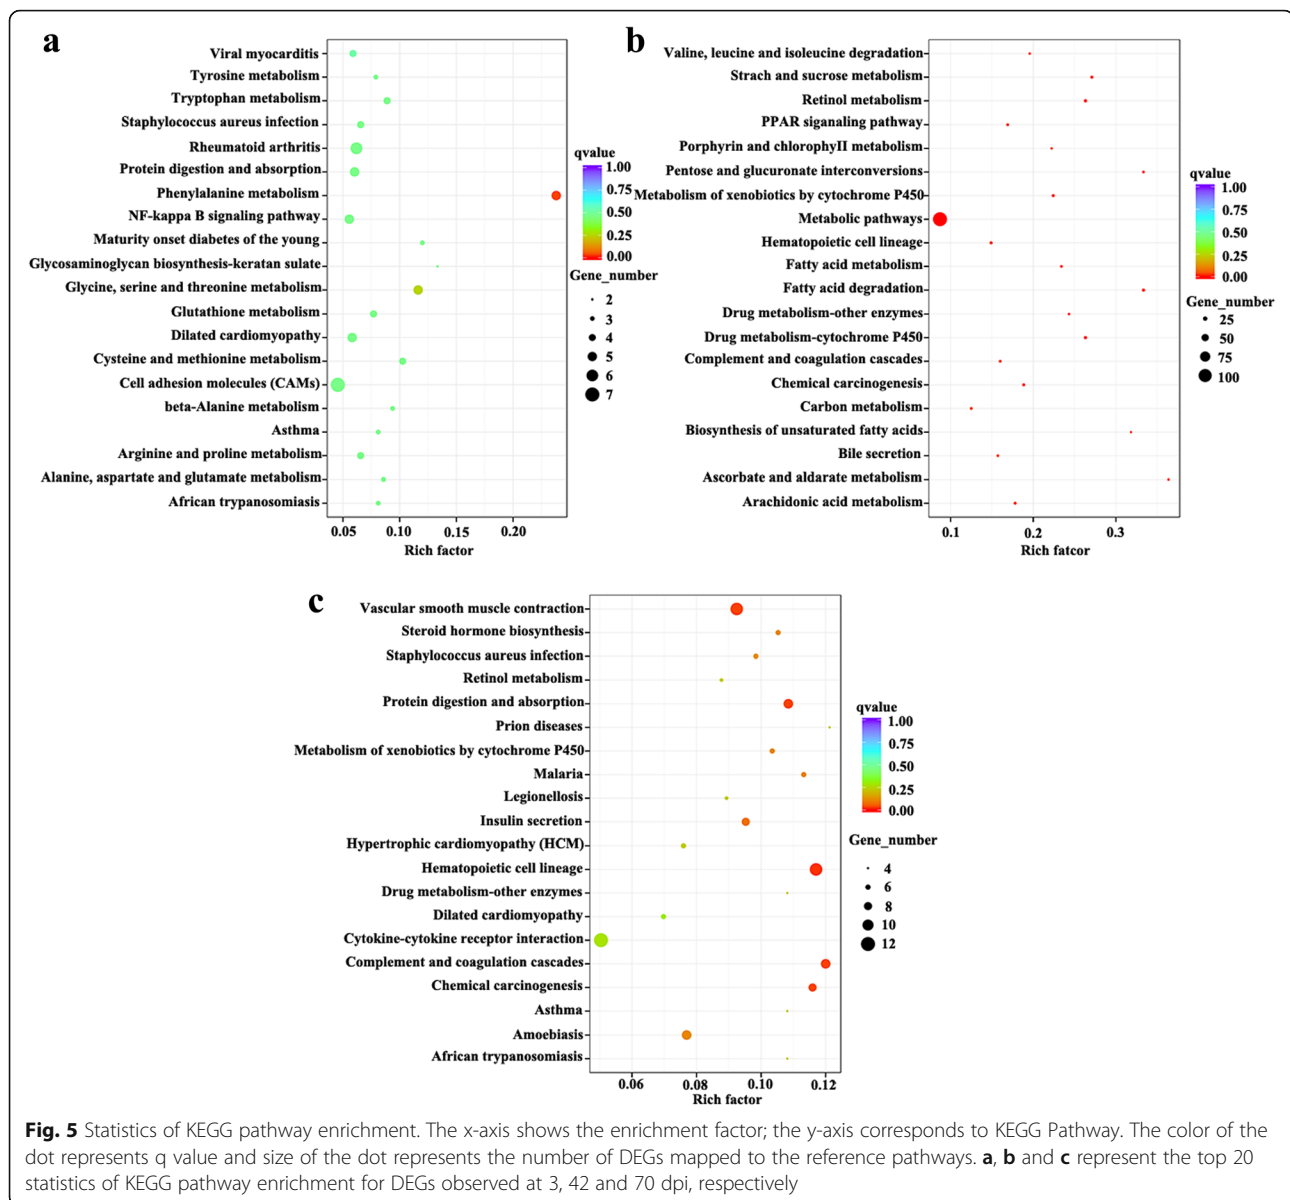 a
Viral myocarditis
Tyrosine metabolism
Tryptophan metabolism
Staphylococcus aureus infection
Rheumatoid arthritis
Protein digestion and absorption
Phenylalanine metabolism
NF-kappa B signaling pathway
Maturity onset diabetes of the young
Glycosaminoglycan biosynthesis-keratan sulate
Glycine, serine and threonine metabolism
Glutathione metabolism
Dilated cardiomyopathy
Cysteine and methionine metabolism
Cell adhesion molecules (CAMs)
beta-Alanine metabolism
Asthma
Arginine and proline metabolism
Alanine, aspartate and glutamate metabolism
African trypanosomiasis
0.05 0.10 0.15 0.20
Rich factor
qvalue
1.00
0.75
0.50
0.25
0.00
Gene_number
2
3
4
5
6
7
b
Valine, leucine and isoleucine degradation
Strach and sucrose metabolism
Retinol metabolism
PPAR siganaling pathway
Porphyrin and chlorophyII metabolism
Pentose and glucuronate interconversions
Metabolism of xenobiotics by cytochrome P450
Metabolic pathways
Hematopoietic cell lineage
Fatty acid metabolism
Fatty acid degradation
Drug metabolism-other enzymes
Drug metabolism-cytochrome P450
Complement and coagulation cascades
Chemical carcinogenesis
Carbon metabolism
Biosynthesis of unsaturated fatty acids
Bile secretion
Ascorbate and aldarate metabolism
Arachidonic acid metabolism
0.1 0.2 0.3
Rich fatcor
qvalue
1.00
0.75
0.50
0.25
0.00
Gene_number
25
50
75
100
c
Vascular smooth muscle contraction
Steroid hormone biosynthesis
Staphylococcus aureus infection
Retinol metabolism
Protein digestion and absorption
Prion diseases
Metabolism of xenobiotics by cytochrome P450
Malaria
Legionellosis
Insulin secretion
Hypertrophic cardiomyopathy (HCM)
Hematopoietic cell lineage
Drug metabolism-other enzymes
Dilated cardiomyopathy
Cytokine-cytokine receptor interaction
Complement and coagulation cascades
Chemical carcinogenesis
Asthma
Amoebiasis
African trypanosomiasis
0.06 0.08 0.10 0.12
Rich factor
qvalue
1.00
0.75
0.50
0.25
0.00
Gene_number
4
6
8
10
12
Fig. 5 Statistics of KEGG pathway enrichment. The x-axis shows the enrichment factor; the y-axis corresponds to KEGG Pathway. The color of the
dot represents q value and size of the dot represents the number of DEGs mapped to the reference pathways. a, b and c represent the top 20
statistics of KEGG pathway enrichment for DEGs observed at 3, 42 and 70 dpi, respectively